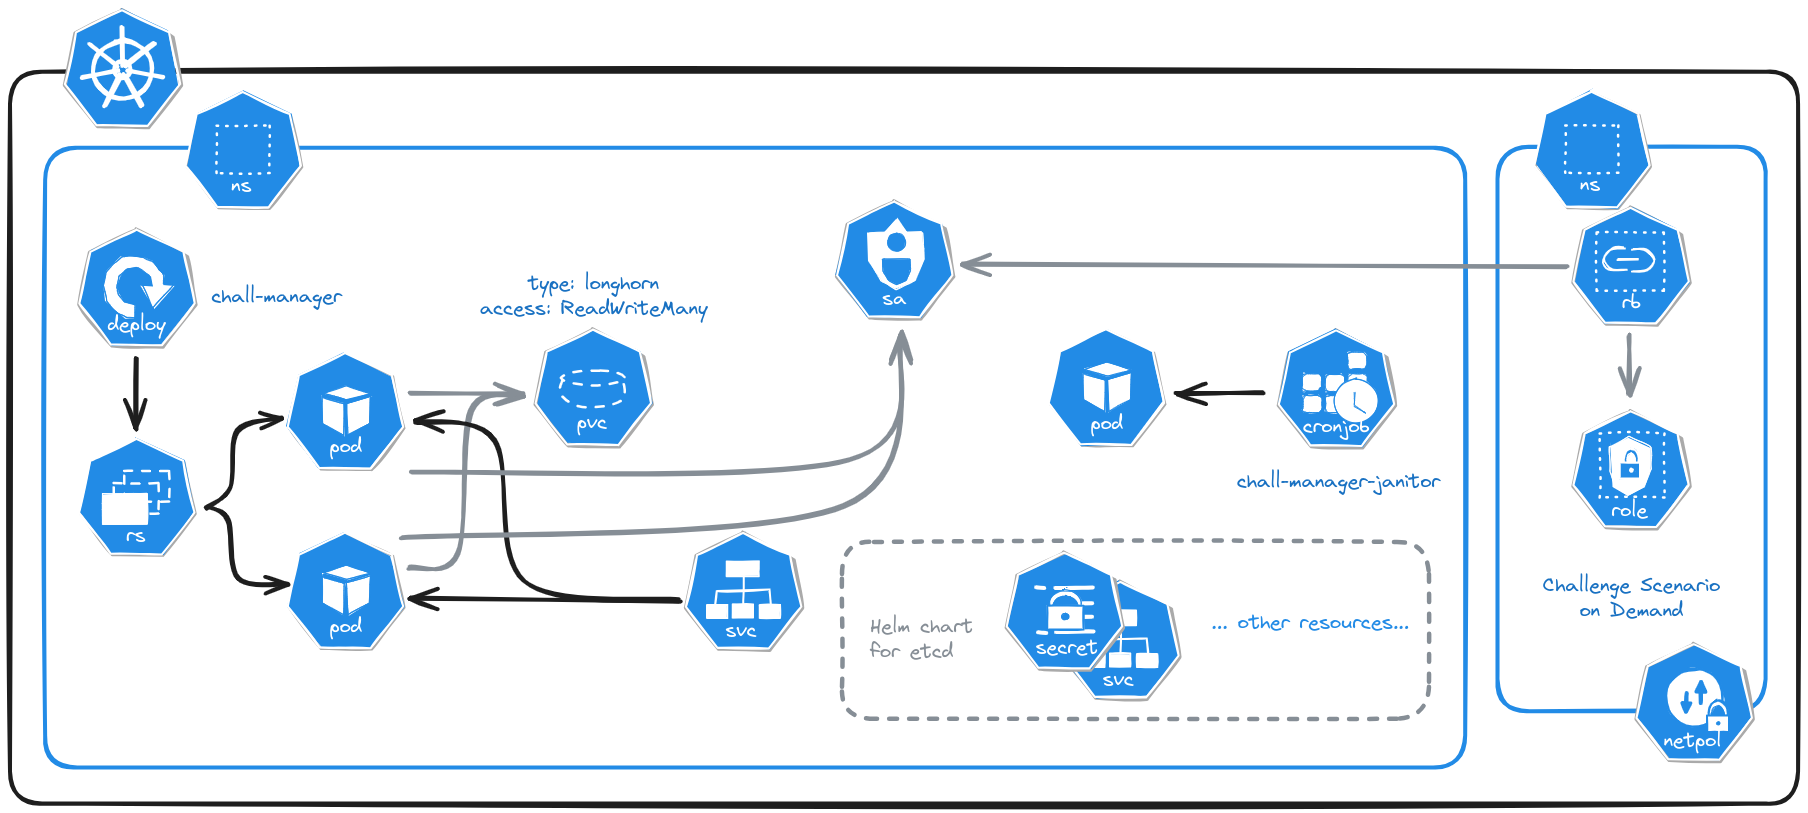 ns
ns
deploy
chall-manager
type: longhorn
access: ReadWriteMany
sa
rb
pod
pvc
pod
cronjob
chall-manager-janitor
rs
role
pod
svc
Helm chart
for etcd
secret
svc
... other resources...
Challenge Scenario
on Demand
netpol